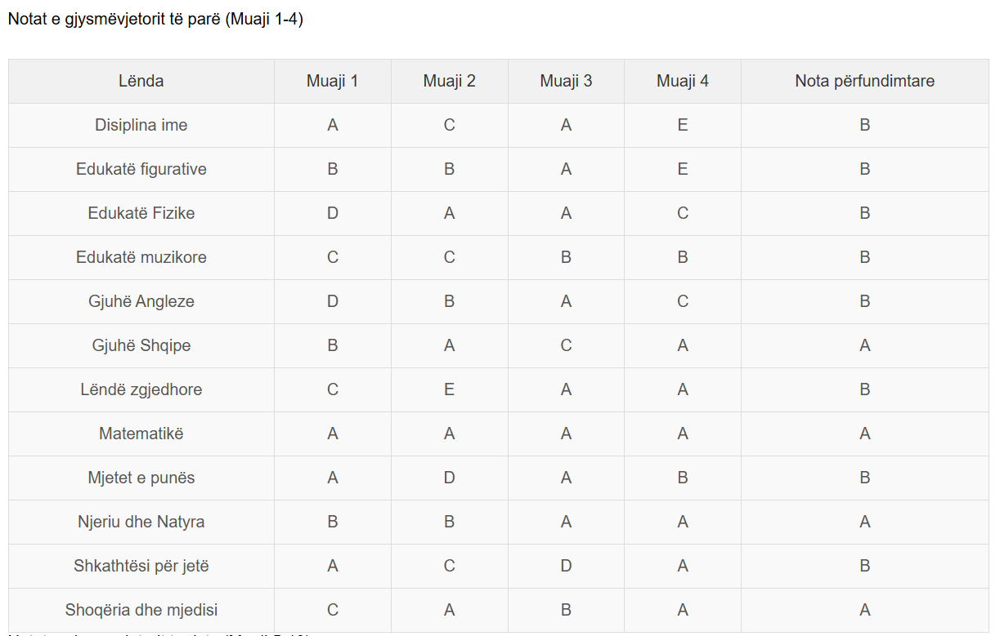 Notat e gjysmëvjetorit të parë (Muaji 1-4)
Lënda Muaji 1 Muaji 2 Muaji 3 Muaji 4 Nota përfundimtare
Disiplina ime A C A E B
Edukatë figurative B B A E B
Edukatë Fizike D A A C B
Edukatë muzikore C C B B B
Gjuhë Angleze D B A C B
Gjuhë Shqipe B A C A A
Lëndë zgjedhore C E A A B
Matematikë A A A A A
Mjetet e punës A D A B B
Njeriu dhe Natyra B B A A A
Shkathtësi për jetë A C D A B
Shoqëria dhe mjedisi C A B A A